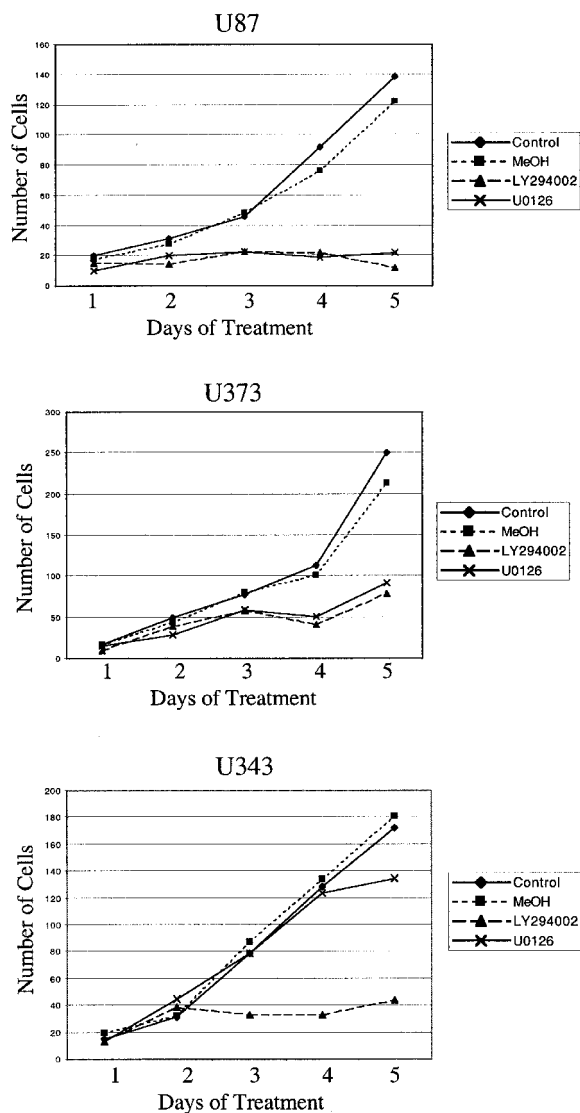 U87
160
140
120
100
80
60
40
20
0
Number of Cells
1 2 3 4 5
Days of Treatment
Control
MeOH
LY294002
U0126
U373
300
250
200
150
100
50
0
Number of Cells
1 2 3 4 5
Days of Treatment
Control
MeOH
LY294002
U0126
U343
200
180
160
140
120
100
80
60
40
20
0
Number of Cells
1 2 3 4 5
Days of Treatment
Control
MeOH
LY294002
U0126